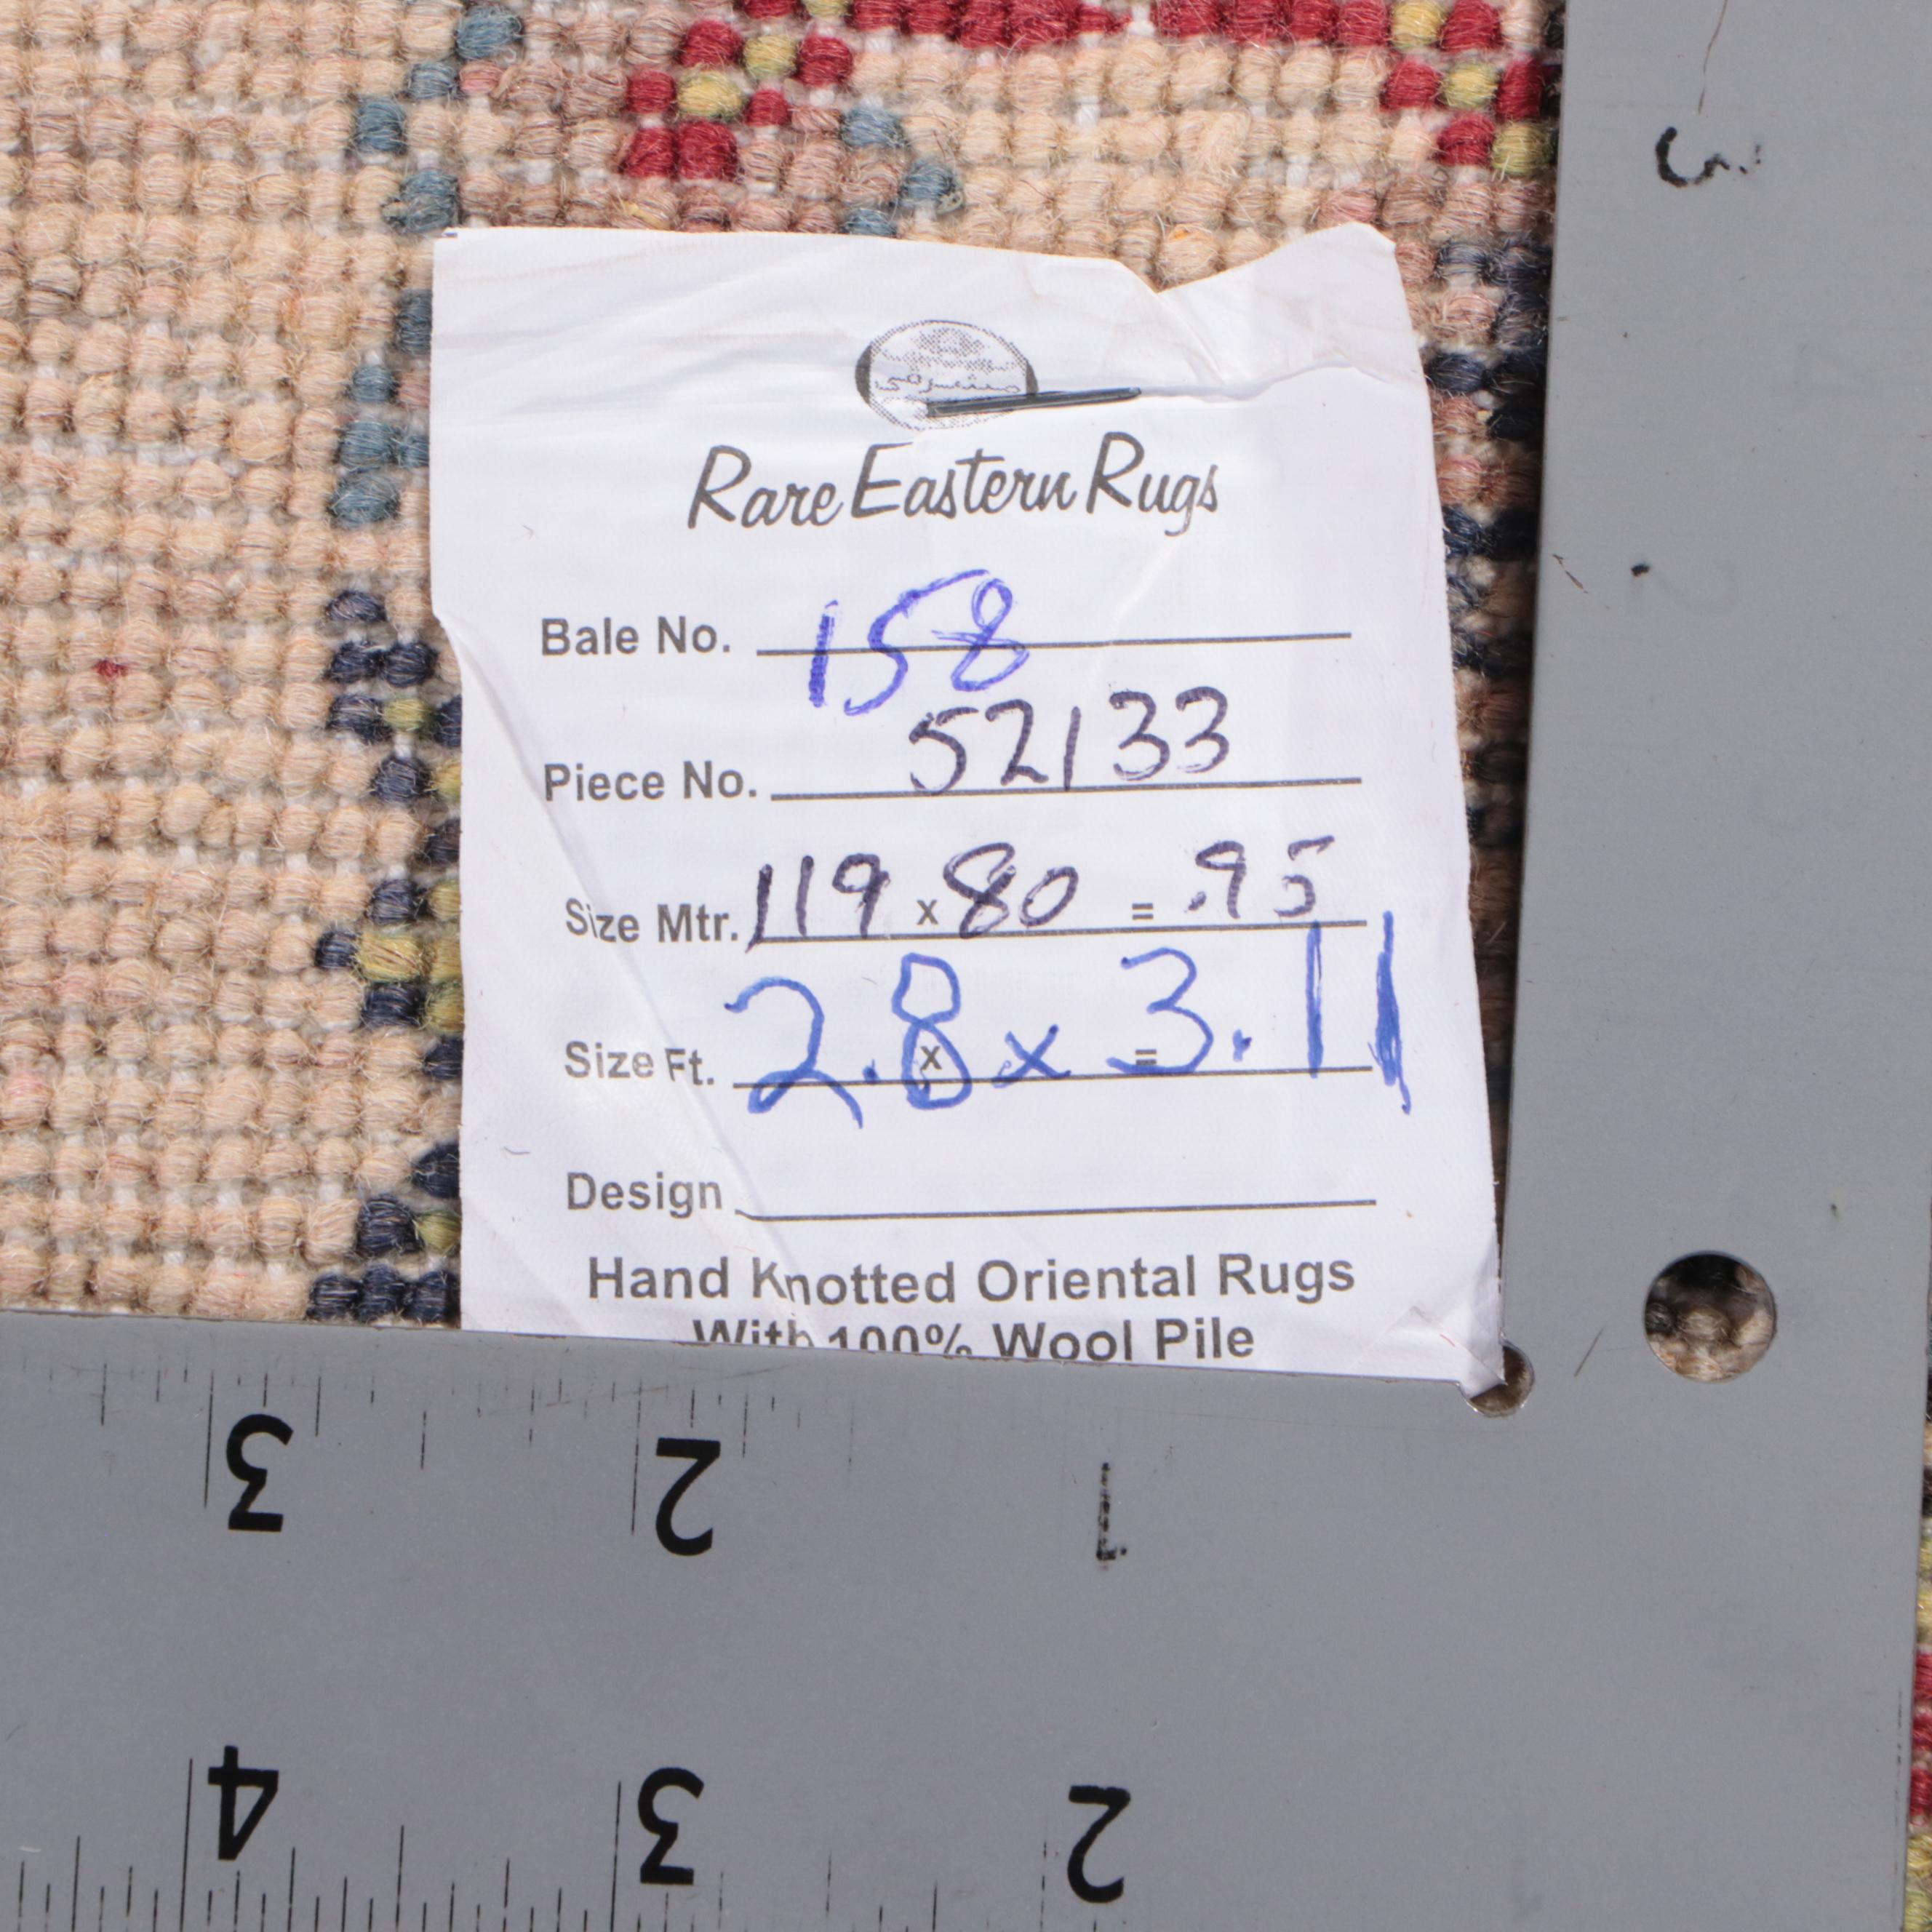 Rare Eastern Rugs
Bale No. 158
Piece No. 52133
Size Mtr. 119 x 80 = .95
Size Ft. 2.8 x 3.11
Design
Hand Knotted Oriental Rugs
With 100% Wool Pile
3
3 2 1
4 3 2